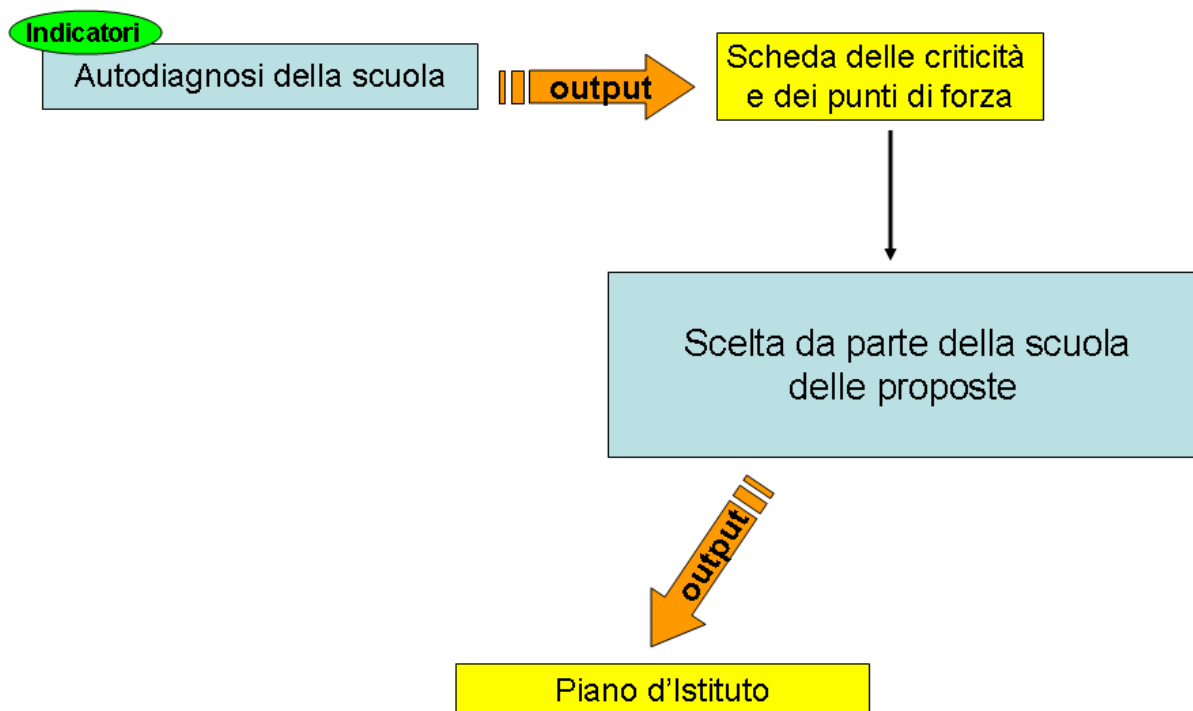 Indicatori
Autodiagnosi della scuola
output
Scheda delle criticità
e dei punti di forza
Scelta da parte della scuola
delle proposte
output
Piano d'Istituto